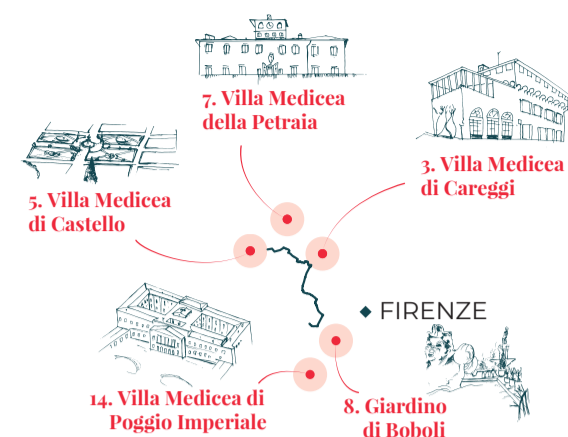 7. Villa Medicea
della Petraia
3. Villa Medicea
di Careggi
5. Villa Medicea
di Castello
FIRENZE
14. Villa Medicea di
Poggio Imperiale
8. Giardino
di Boboli